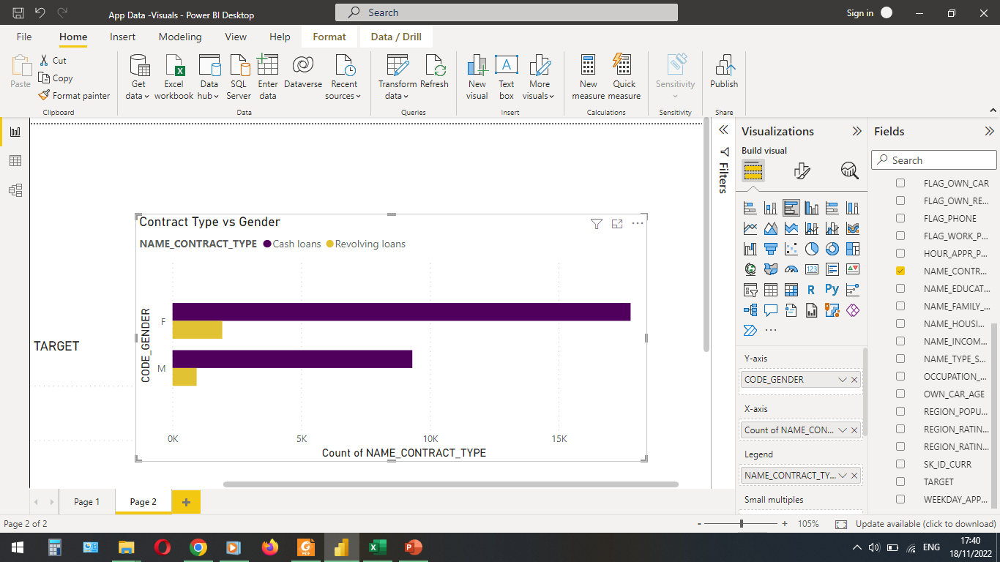 App Data -Visuals - Power BI Desktop
Search
Sign in
File Home Insert Modeling View Help Format Data / Drill
Paste
Cut
Copy
Format painter
Clipboard
Get data
Excel workbook
Data hub
SQL Server
Enter data
Dataverse
Recent sources
Data
Transform data
Refresh
Queries
New visual
Text box
More visuals
Insert
New measure
Quick measure
Calculations
Sensitivity
Sensitivity
Publish
Share
TARGET
Contract Type vs Gender
NAME_CONTRACT_TYPE Cash loans Revolving loans
CODE_GENDER
F
M
0K 5K 10K 15K
Count of NAME_CONTRACT_TYPE
Filters
Visualizations
Build visual
123
R
Py
Y-axis
CODE_GENDER
X-axis
Count of NAME_CON...
Legend
NAME_CONTRACT_TY...
Small multiples
Fields
Search
FLAG_OWN_CAR
FLAG_OWN_RE...
FLAG_PHONE
FLAG_WORK_P...
HOUR_APPR_P...
NAME_CONTR...
NAME_EDUCAT...
NAME_FAMILY_...
NAME_HOUSI...
NAME_INCOM...
NAME_TYPE_S...
OCCUPATION_...
OWN_CAR_AGE
REGION_POPU...
REGION_RATIN...
REGION_RATIN...
SK_ID_CURR
TARGET
WEEKDAY_APP...
Page 1 Page 2 +
Page 2 of 2
- + 105%
Update available (click to download)
PDF
ENG
17:40
18/11/2022